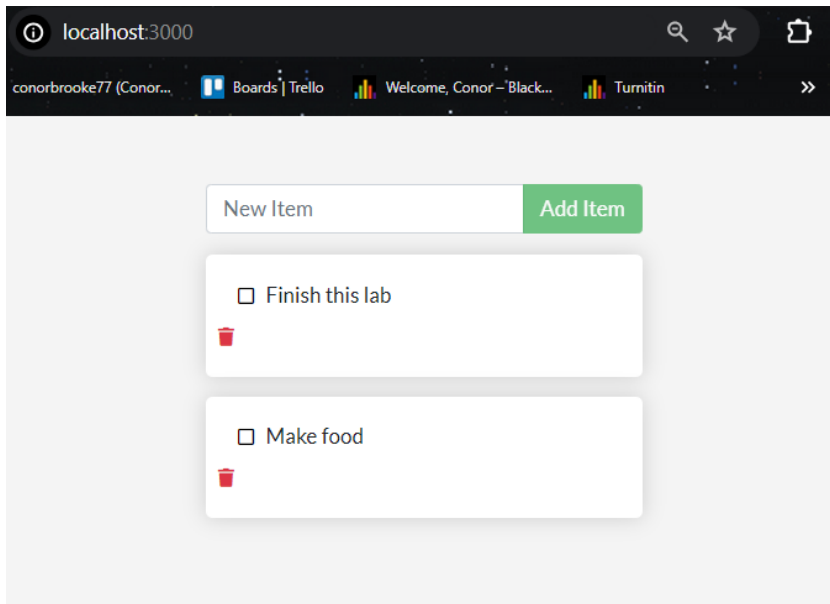 localhost:3000
conorbrooke77 (Conor... Boards | Trello Welcome, Conor – Black... Turnitin »
New Item Add Item
Finish this lab
Make food